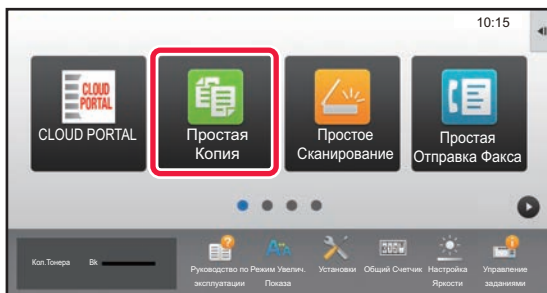 10:15
CLOUD
PORTAL
CLOUD PORTAL
Простая
Копия
Простое
Сканирование
Простая
Отправка Факса
Кол.Тонера Bk
Руководство по
эксплуатации
Режим Увелич.
Показа
Установки
Общий Счетчик
Настройка
Яркости
Управление
заданиями